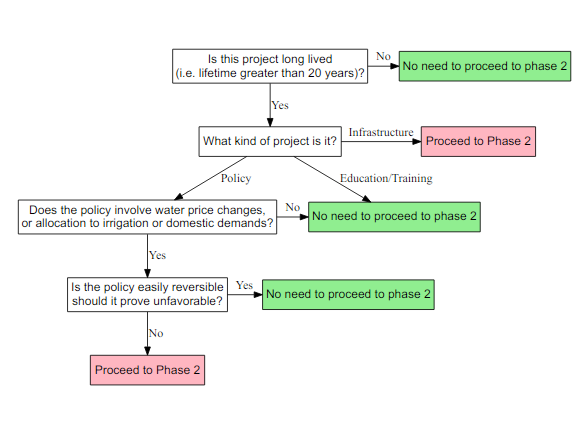 Is this project long lived
(i.e. lifetime greater than 20 years)?
No
No need to proceed to phase 2
Yes
What kind of project is it?
Infrastructure
Proceed to Phase 2
Policy
Education/Training
Does the policy involve water price changes,
or allocation to irrigation or domestic demands?
No
No need to proceed to phase 2
Yes
Is the policy easily reversible
should it prove unfavorable?
Yes
No need to proceed to phase 2
No
Proceed to Phase 2